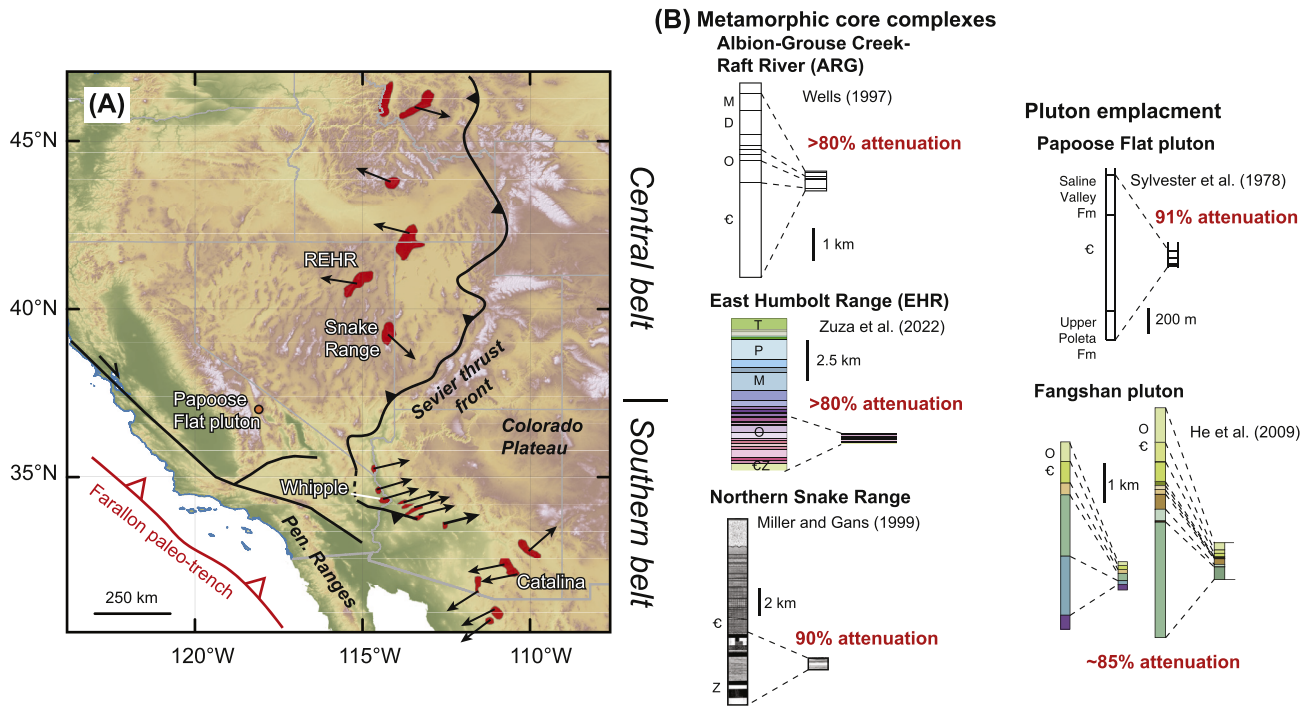 (A)
45°N
40°N
35°N
120°W
115°W
110°W
REHR
Snake
Range
Papoose
Flat pluton
Sevier thrust
front
Colorado
Plateau
Whipple
Pen. Ranges
Catalina
Farallon paleo-trench
250 km
Central belt
Southern belt
(B) Metamorphic core complexes
Albion-Grouse Creek-
Raft River (ARG)
Wells (1997)
M
D
O
Є
>80% attenuation
1 km
East Humbolt Range (EHR)
Zuza et al. (2022)
T
P
M
O
ЄZ
2.5 km
>80% attenuation
Northern Snake Range
Miller and Gans (1999)
2 km
Є
Z
90% attenuation
Pluton emplacment
Papoose Flat pluton
Sylvester et al. (1978)
Saline
Valley
Fm
Є
Upper
Poleta
Fm
91% attenuation
200 m
Fangshan pluton
He et al. (2009)
O
Є
1 km
O
Є
~85% attenuation